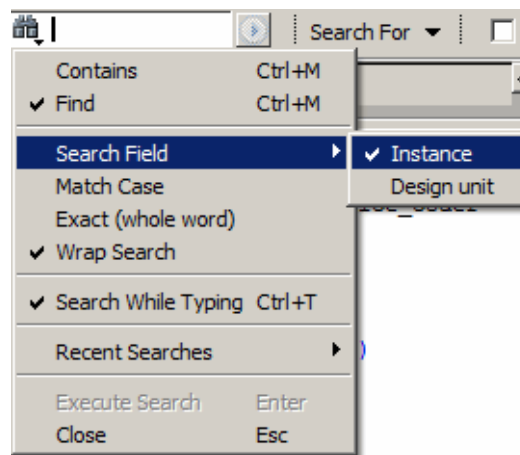 Search For
Contains Ctrl+M
Find Ctrl+M
Search Field
Instance
Match Case
Design unit
Exact (whole word)
Wrap Search
Search While Typing Ctrl+T
Recent Searches
)
Execute Search Enter
Close Esc